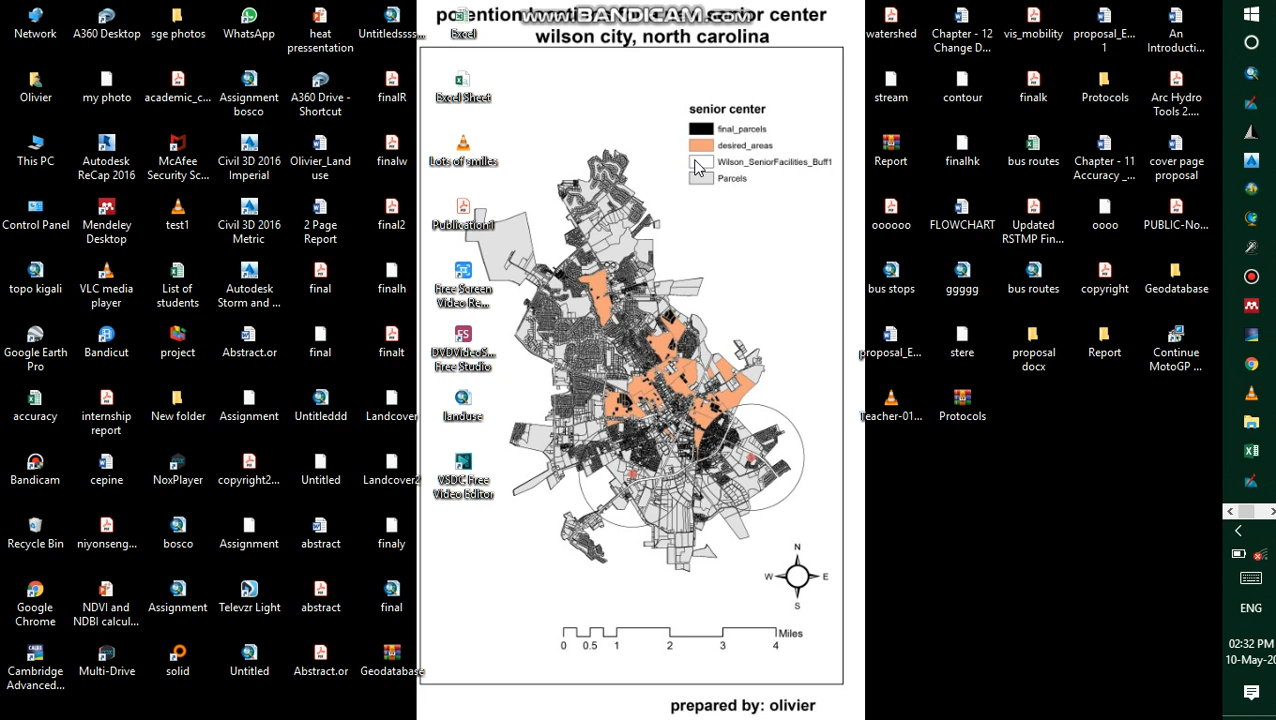 www.BANDICAM.com
senior center
wilson city, north carolina
senior center
final_parcels
desired_areas
Wilson_SeniorFacilities_Buff1
Parcels
N
W
E
S
Miles
0
0.5
1
2
3
4
prepared by: olivier
Network
A360 Desktop
sge photos
WhatsApp
heat
presentation
Untitledssss...
Excel
Olivier
my photo
academic_c...
Assignment
bosco
A360 Drive -
Shortcut
finalR
Excel Sheet
This PC
Autodesk
ReCap 2016
McAfee
Security Sc...
Civil 3D 2016
Imperial
Olivier_Land
use
finalw
Lots of smiles
Control Panel
Mendeley
Desktop
test1
Civil 3D 2016
Metric
2 Page
Report
final2
Publication1
topo kigali
VLC media
player
List of
students
Autodesk
Storm and ...
final
finalh
Free Screen
Video Re...
Google Earth
Pro
Bandicut
project
Abstract.or
final
finalt
DVDVideoS...
Free Studio
accuracy
internship
report
New folder
Assignment
Untitleddd
Landcover
landuse
Bandicam
cepine
NoxPlayer
copyright2...
Untitled
Landcover2
VSDC Free
Video Editor
Recycle Bin
niyonseng...
bosco
Assignment
abstract
finaly
Google
Chrome
NDVI and
NDBI calcul...
Assignment
Televzr Light
abstract
final
Cambridge
Advanced...
Multi-Drive
solid
Untitled
Abstract.or
Geodatabase
watershed
Chapter - 12
Change D...
vis_mobility
proposal_E...
1
An
Introducti...
stream
contour
finalk
Protocols
Arc Hydro
Tools 2....
Report
finalhk
bus routes
Chapter - 11
Accuracy _...
cover page
proposal
oooooo
FLOWCHART
Updated
RSTMP Fin...
oooo
PUBLIC-No...
bus stops
ggggg
bus routes
copyright
Geodatabase
proposal_E...
stere
proposal
docx
Report
Continue
MotoGP ...
Teacher-01...
Protocols
ENG
02:32 PM
10-May-20